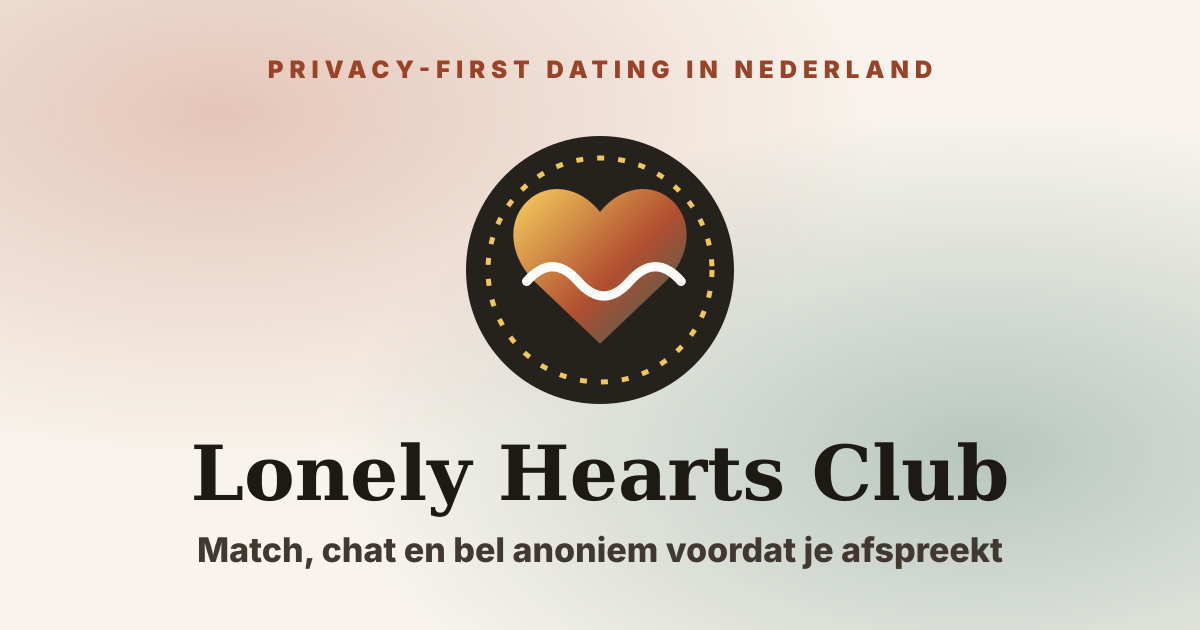 PRIVACY-FIRST DATING IN NEDERLAND
Lonely Hearts Club
Match, chat en bel anoniem voordat je afspreekt